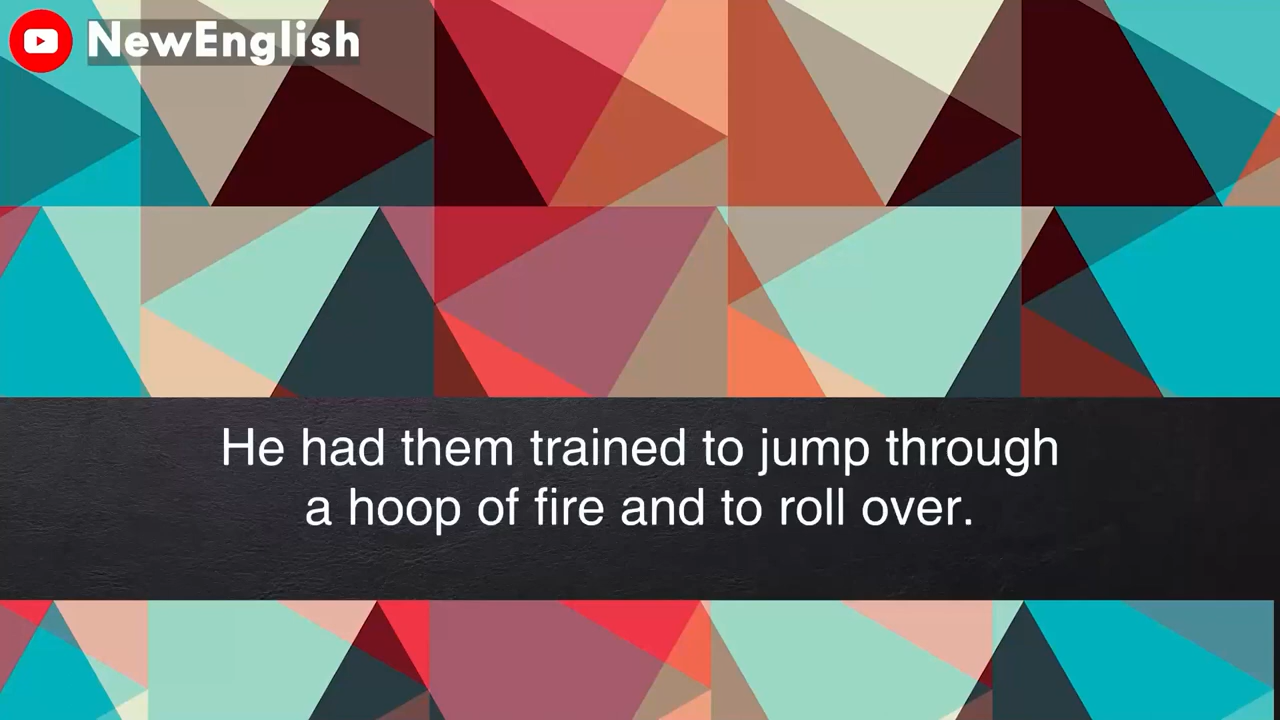 NewEnglish
He had them trained to jump through
a hoop of fire and to roll over.